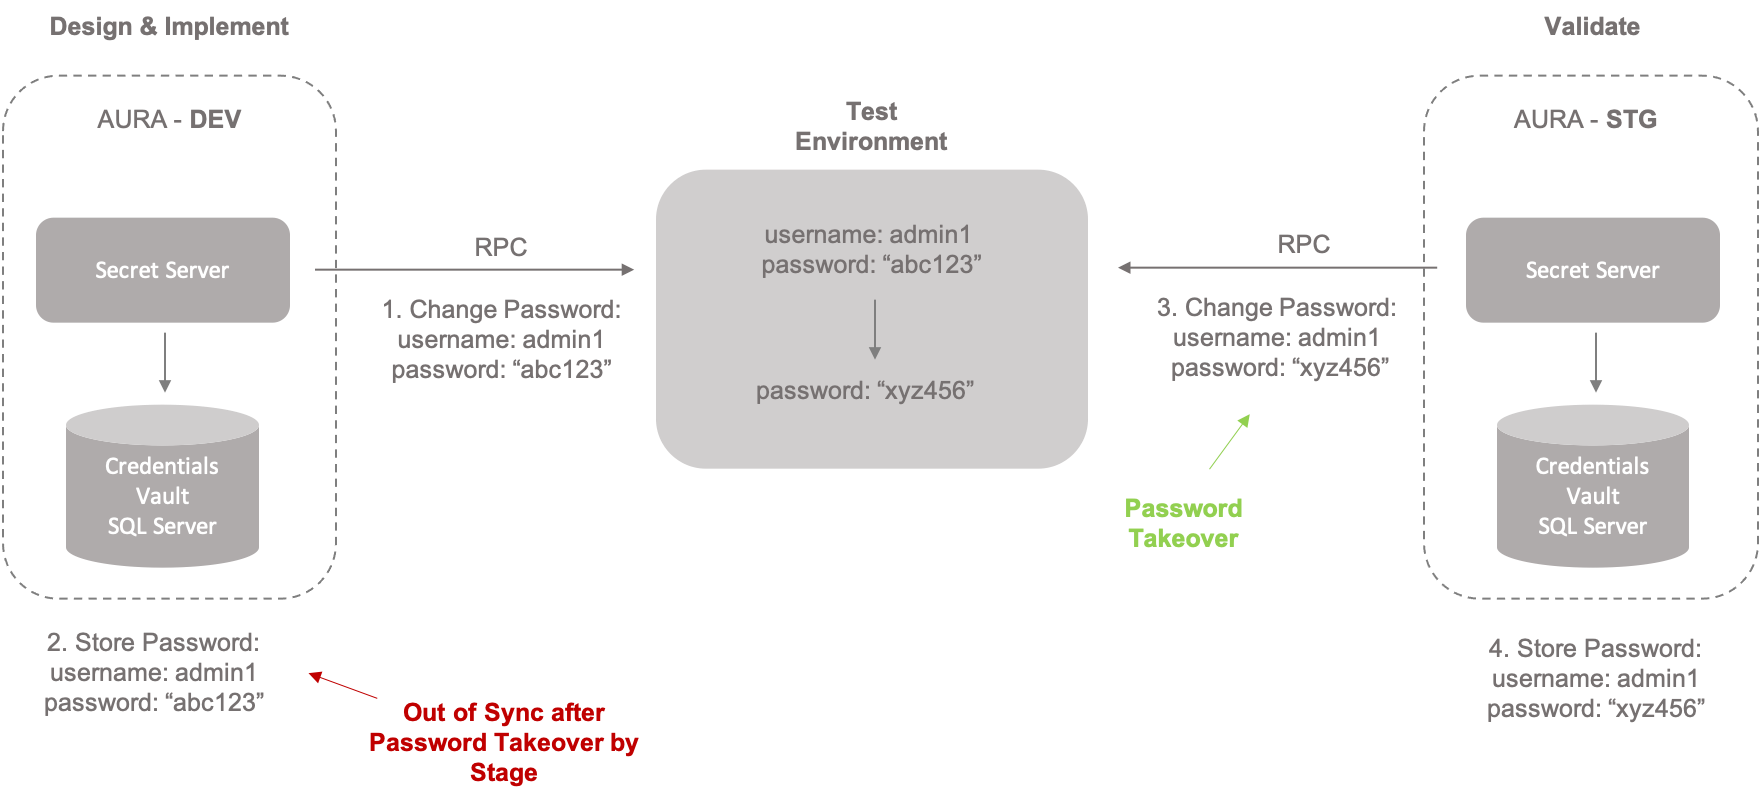 Design & Implement
AURA - DEV
Secret Server
Credentials
Vault
SQL Server
2. Store Password:
username: admin1
password: “abc123”
RPC
1. Change Password:
username: admin1
password: “abc123”
Out of Sync after
Password Takeover by
Stage
Test
Environment
username: admin1
password: “abc123”
password: “xyz456”
RPC
3. Change Password:
username: admin1
password: “xyz456”
Password
Takeover
Validate
AURA - STG
Secret Server
Credentials
Vault
SQL Server
4. Store Password:
username: admin1
password: “xyz456”